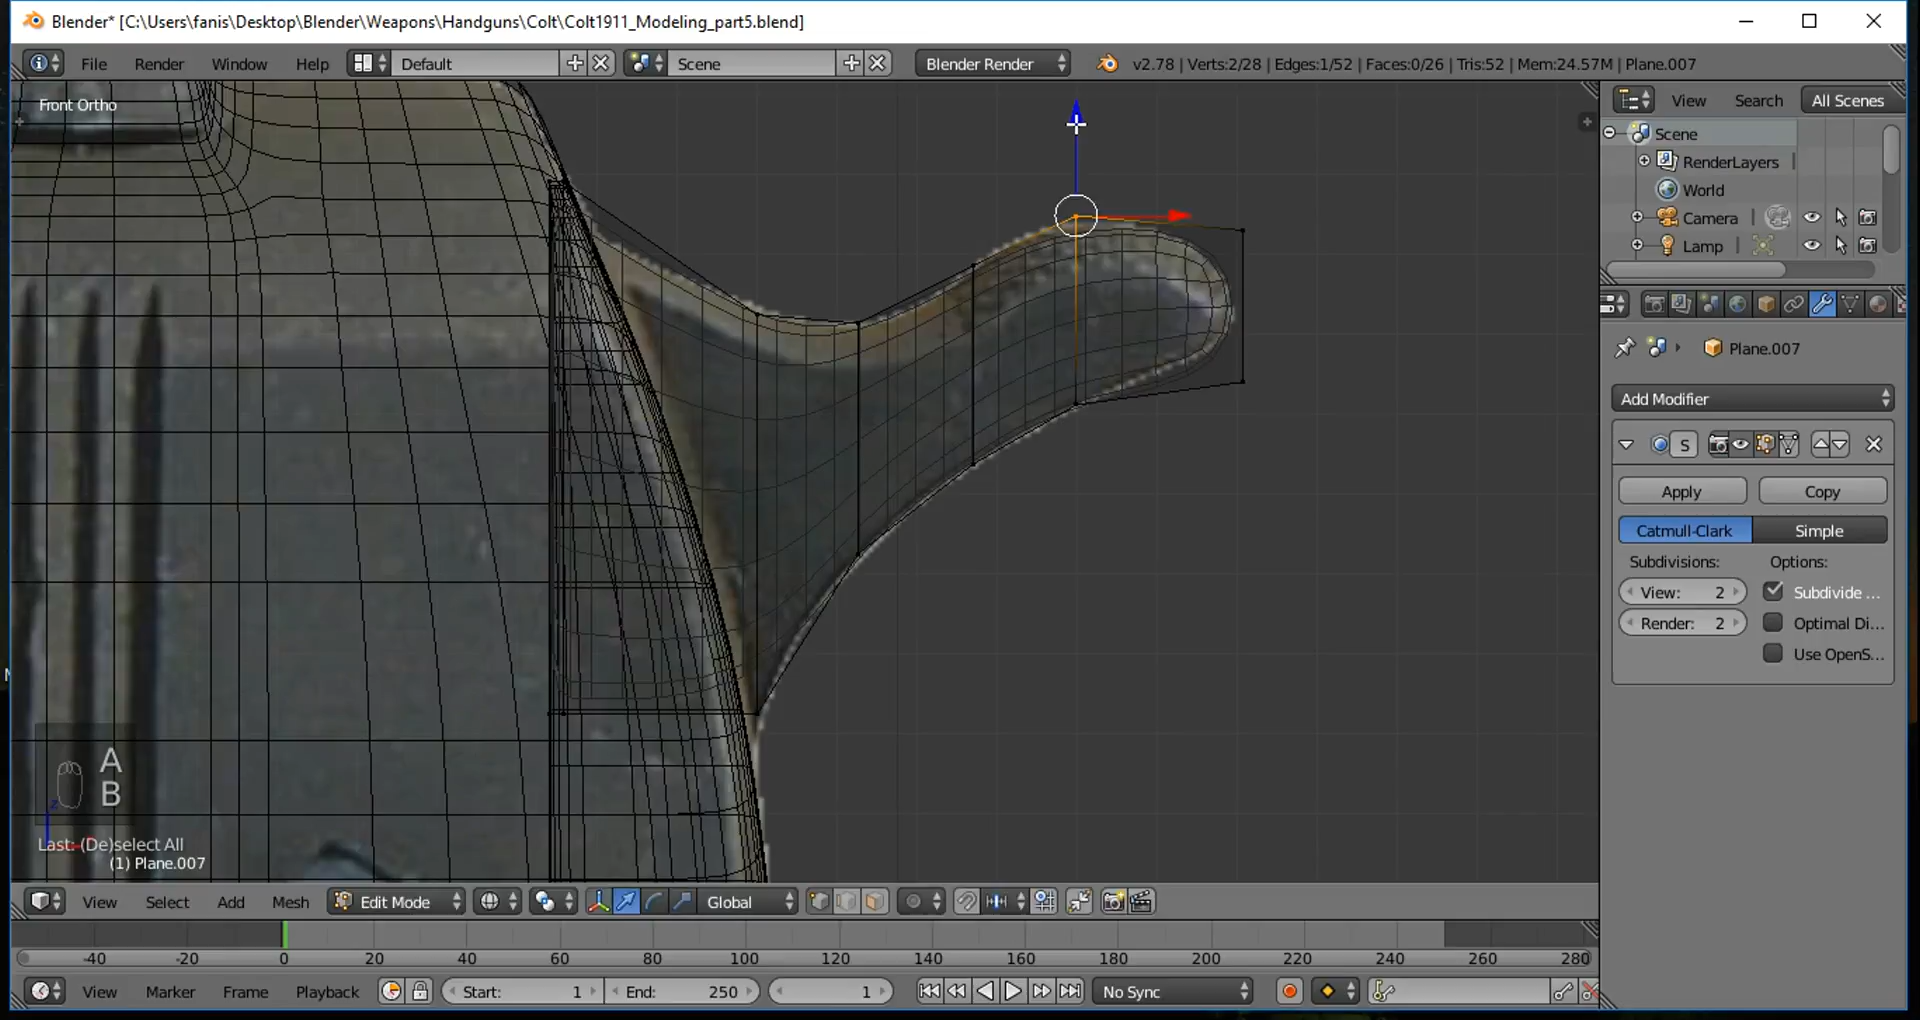 Blender* [C:\Users\fanis\Desktop\Blender\Weapons\Handguns\Colt\Colt1911_Modeling_part5.blend]
File Render Window Help Default Scene Blender Render v2.78 | Verts:2/28 | Edges:1/52 | Faces:0/26 | Tris:52 | Mem:24.57M | Plane.007
Front Ortho
View Search All Scenes
Scene
RenderLayers
World
Camera
Lamp
Plane.007
Add Modifier
S
Apply Copy
Catmull-Clark Simple
Subdivisions: Options:
View: 2 Subdivide ...
Render: 2 Optimal Di...
Use OpenS...
A
B
z
Last: (De)select All
(1) Plane.007
View Select Add Mesh Edit Mode Global
-40 -20 0 20 40 60 80 100 120 140 160 180 200 220 240 260 280
View Marker Frame Playback Start: 1 End: 250 1 No Sync